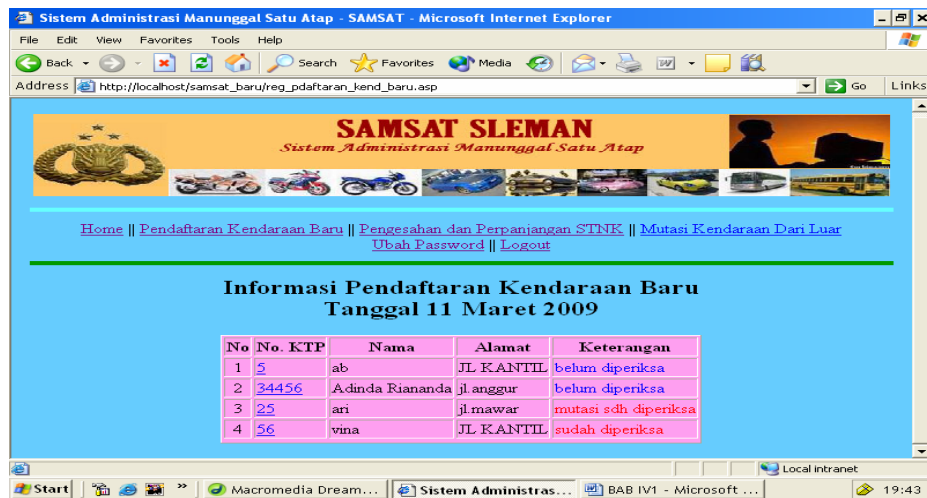 Sistem Administrasi Manunggal Satu Atap - SAMSAT - Microsoft Internet Explorer
File Edit View Favorites Tools Help
Back Search Favorites Media
Address http://localhost/samsat_baru/reg_pdaftaran_kend_baru.asp Go Links
SAMSAT SLEMAN
Sistem Administrasi Manunggal Satu Atap
Home || Pendaftaran Kendaraan Baru || Pengesahan dan Perpanjangan STNK || Mutasi Kendaraan Dari Luar
Ubah Password || Logout
Informasi Pendaftaran Kendaraan Baru
Tanggal 11 Maret 2009
No No. KTP Nama Alamat Keterangan
1 5 ab JL KANTIL belum diperiksa
2 34456 Adinda Riananda jl.anggur belum diperiksa
3 25 ari jl.mawar mutasi sdh diperiksa
4 56 vina JL KANTIL sudah diperiksa
Local intranet
Start » Macromedia Dream... Sistem Administras... BAB IV1 - Microsoft ... 19:43